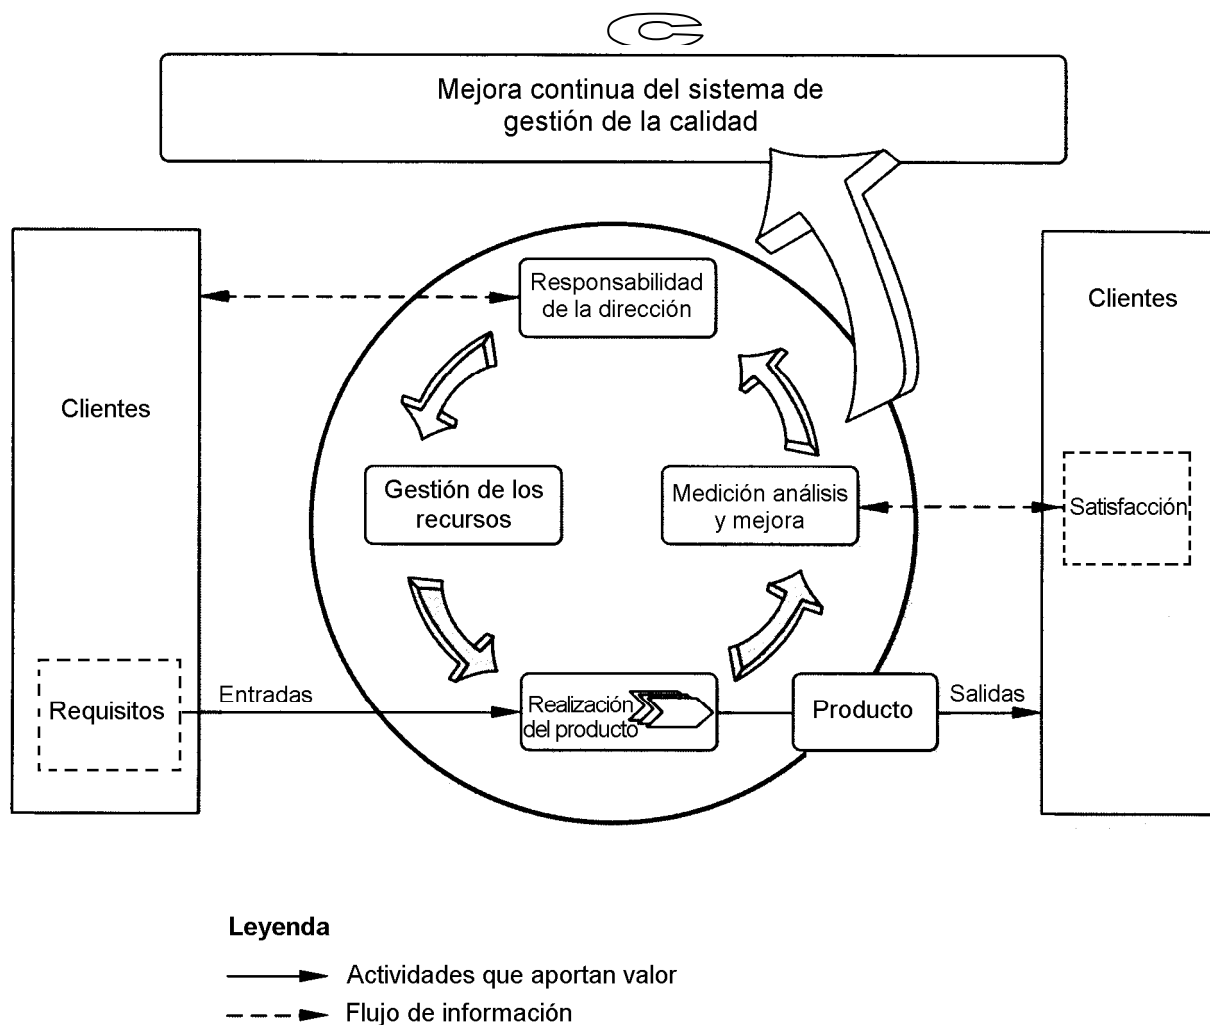 Mejora continua del sistema de
gestión de la calidad
Responsabilidad
de la dirección
Clientes
Clientes
Gestión de los
recursos
Medición análisis
y mejora
Satisfacción
Requisitos
Entradas
Realización
del producto
Producto
Salidas
Leyenda
Actividades que aportan valor
Flujo de información